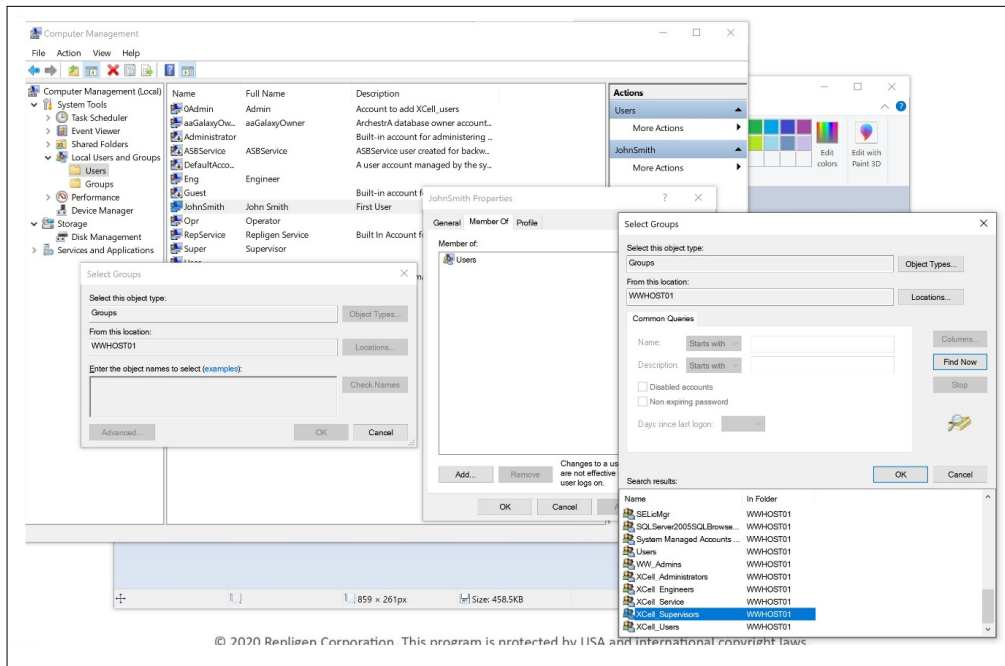 Computer Management
File Action View Help
Computer Management (Local)
System Tools
Task Scheduler
Event Viewer
Shared Folders
Local Users and Groups
Users
Groups
Performance
Device Manager
Storage
Disk Management
Services and Applications
Name Full Name Description
0Admin Admin Account to add XCell_users
aaGalaxyOw... aaGalaxyOwner ArchestrA database owner account...
Administrator Built-in account for administering ...
ASBService ASBService ASBService user created for backw...
DefaultAcco... A user account managed by the sy...
Eng Engineer
Guest Built-in account f
JohnSmith John Smith First User
Opr Operator
RepService Repligen Service Built In Account f
Super Supervisor
Actions
Users
More Actions
JohnSmith
More Actions
Edit colors
Edit with Paint 3D
Select Groups
Select this object type:
Groups
Object Types...
From this location:
WWHOST01
Locations...
Enter the object names to select (examples):
Check Names
Advanced...
OK
Cancel
JohnSmith Properties
General Member Of Profile
Member of:
Users
Add...
Remove
Changes to a us
are not effective
user logs on.
OK
Cancel
Select Groups
Select this object type:
Groups
Object Types...
From this location:
WWHOST01
Locations...
Common Queries
Name: Starts with
Description: Starts with
Disabled accounts
Non expiring password
Days since last logon:
Columns...
Find Now
Stop
OK
Cancel
Search results:
Name In Folder
SELicMgr WWHOST01
SQLServer2005SQLBrowse... WWHOST01
System Managed Accounts ... WWHOST01
Users WWHOST01
WW_Admins WWHOST01
XCell_Administrators WWHOST01
XCell_Engineers WWHOST01
XCell_Service WWHOST01
XCell_Supervisors WWHOST01
XCell_Users WWHOST01
859 × 261px
Size: 458.5KB
© 2020 Repligen Corporation. This program is protected by USA and international copyright laws.